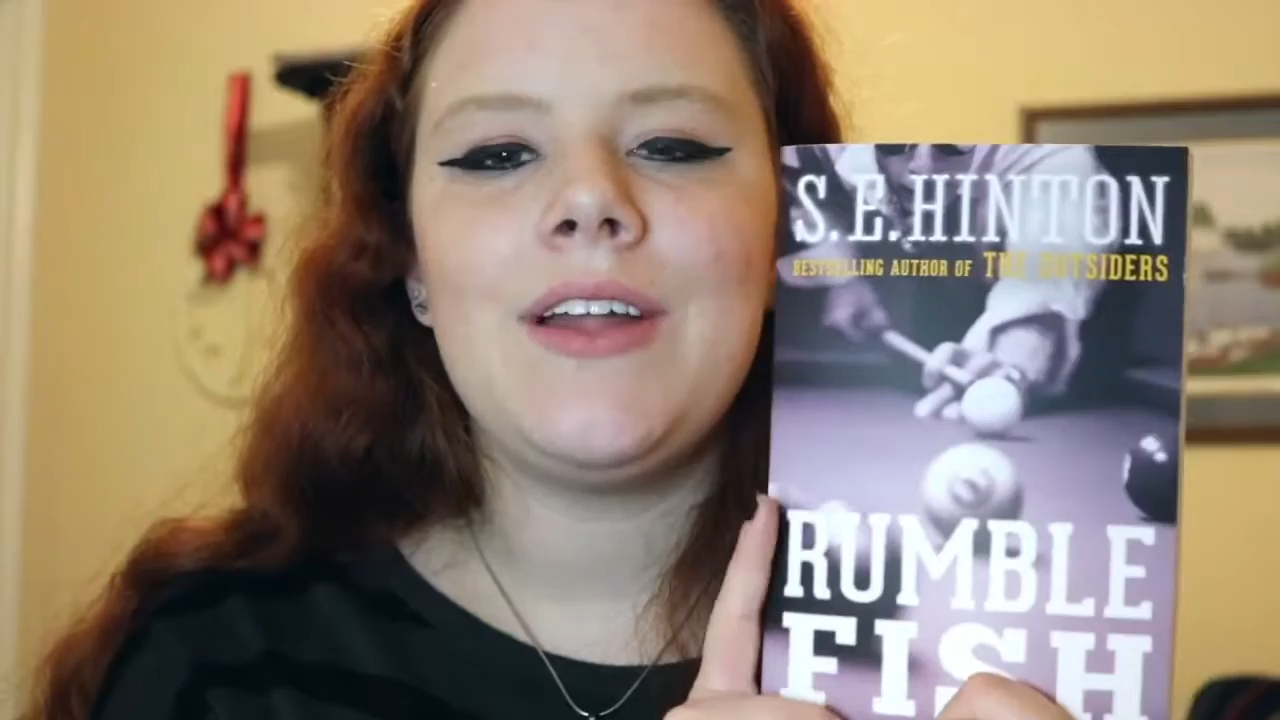 S.E. HINTON
BESTSELLING AUTHOR OF THE OUTSIDERS
RUMBLE
FISH